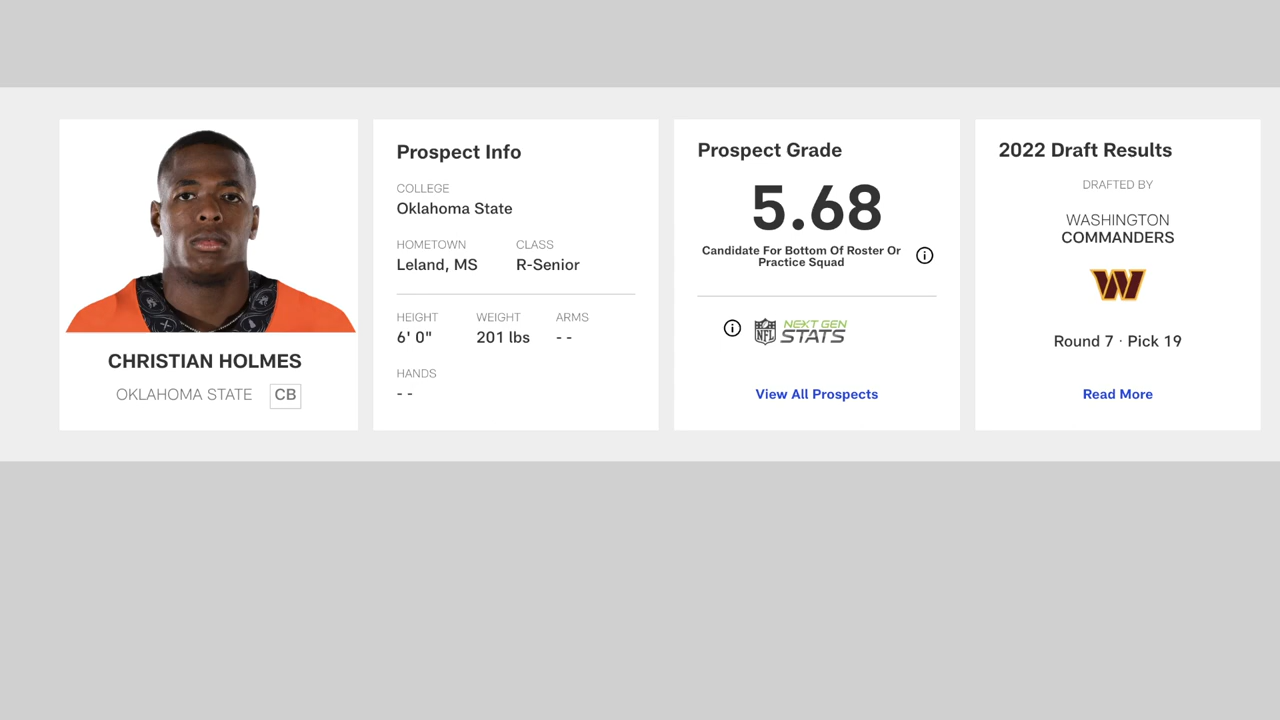 CHRISTIAN HOLMES
OKLAHOMA STATE CB
Prospect Info
COLLEGE
Oklahoma State
HOMETOWN CLASS
Leland, MS R-Senior
HEIGHT WEIGHT ARMS
6' 0" 201 lbs - -
HANDS
- -
Prospect Grade
5.68
Candidate For Bottom Of Roster Or
Practice Squad
NFL NEXT GEN
STATS
View All Prospects
2022 Draft Results
DRAFTED BY
WASHINGTON
COMMANDERS
W
Round 7 · Pick 19
Read More